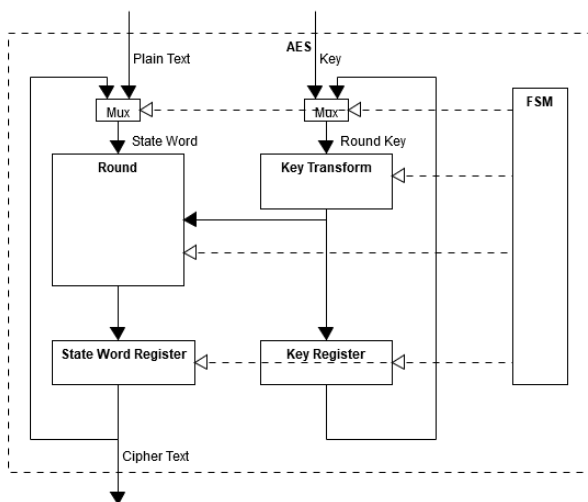 AES
Plain Text
Key
Mux
Mux
FSM
State Word
Round Key
Round
Key Transform
State Word Register
Key Register
Cipher Text